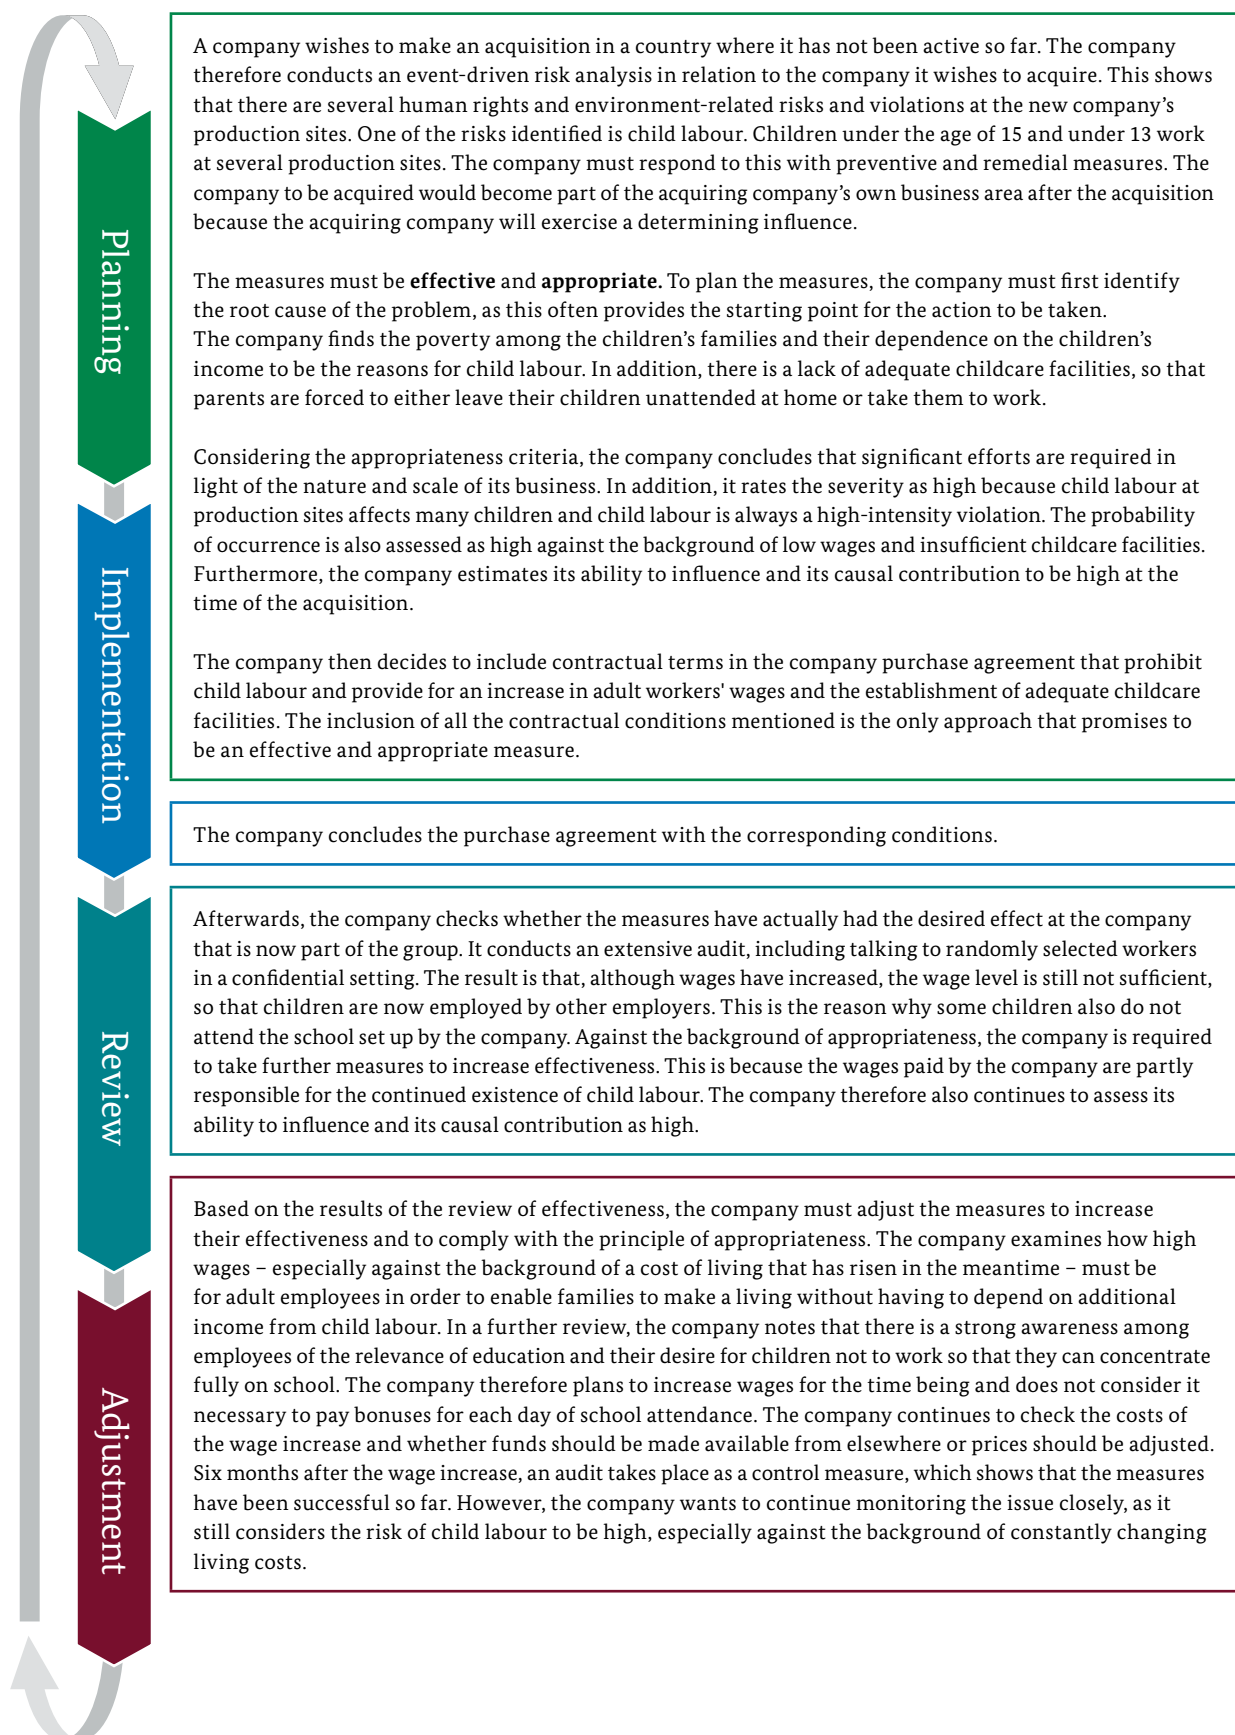 A company wishes to make an acquisition in a country where it has not been active so far. The company
therefore conducts an event-driven risk analysis in relation to the company it wishes to acquire. This shows
that there are several human rights and environment-related risks and violations at the new company’s
production sites. One of the risks identified is child labour. Children under the age of 15 and under 13 work
at several production sites. The company must respond to this with preventive and remedial measures. The
company to be acquired would become part of the acquiring company’s own business area after the acquisition
because the acquiring company will exercise a determining influence.
The measures must be effective and appropriate. To plan the measures, the company must first identify
the root cause of the problem, as this often provides the starting point for the action to be taken.
The company finds the poverty among the children’s families and their dependence on the children’s
income to be the reasons for child labour. In addition, there is a lack of adequate childcare facilities, so that
parents are forced to either leave their children unattended at home or take them to work.
Considering the appropriateness criteria, the company concludes that significant efforts are required in
light of the nature and scale of its business. In addition, it rates the severity as high because child labour at
production sites affects many children and child labour is always a high-intensity violation. The probability
of occurrence is also assessed as high against the background of low wages and insufficient childcare facilities.
Furthermore, the company estimates its ability to influence and its causal contribution to be high at the
time of the acquisition.
The company then decides to include contractual terms in the company purchase agreement that prohibit
child labour and provide for an increase in adult workers' wages and the establishment of adequate childcare
facilities. The inclusion of all the contractual conditions mentioned is the only approach that promises to
be an effective and appropriate measure.
Planning
The company concludes the purchase agreement with the corresponding conditions.
Implementation
Afterwards, the company checks whether the measures have actually had the desired effect at the company
that is now part of the group. It conducts an extensive audit, including talking to randomly selected workers
in a confidential setting. The result is that, although wages have increased, the wage level is still not sufficient,
so that children are now employed by other employers. This is the reason why some children also do not
attend the school set up by the company. Against the background of appropriateness, the company is required
to take further measures to increase effectiveness. This is because the wages paid by the company are partly
responsible for the continued existence of child labour. The company therefore also continues to assess its
ability to influence and its causal contribution as high.
Review
Based on the results of the review of effectiveness, the company must adjust the measures to increase
their effectiveness and to comply with the principle of appropriateness. The company examines how high
wages – especially against the background of a cost of living that has risen in the meantime – must be
for adult employees in order to enable families to make a living without having to depend on additional
income from child labour. In a further review, the company notes that there is a strong awareness among
employees of the relevance of education and their desire for children not to work so that they can concentrate
fully on school. The company therefore plans to increase wages for the time being and does not consider it
necessary to pay bonuses for each day of school attendance. The company continues to check the costs of
the wage increase and whether funds should be made available from elsewhere or prices should be adjusted.
Six months after the wage increase, an audit takes place as a control measure, which shows that the measures
have been successful so far. However, the company wants to continue monitoring the issue closely, as it
still considers the risk of child labour to be high, especially against the background of constantly changing
living costs.
Adjustment